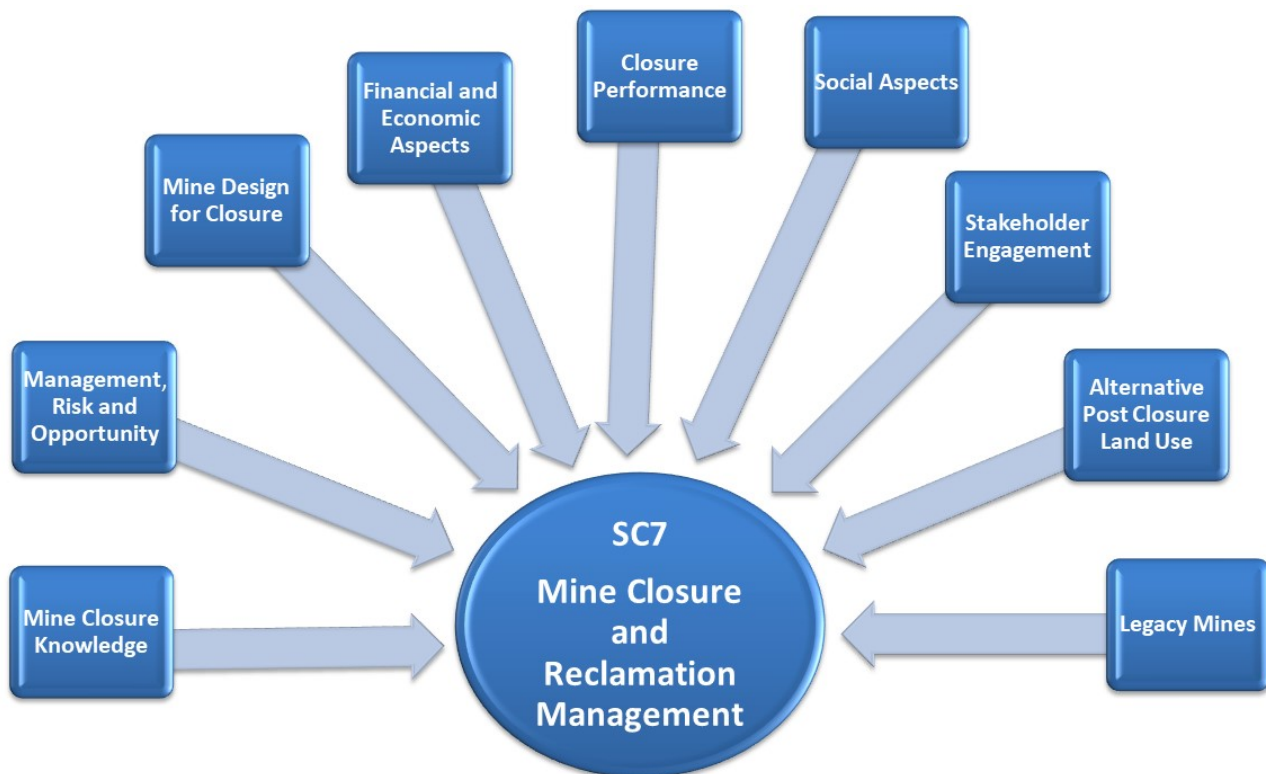 Closure
Performance
Social Aspects
Financial and
Economic
Aspects
Mine Design
for Closure
Stakeholder
Engagement
Management,
Risk and
Opportunity
Alternative
Post Closure
Land Use
Mine Closure
Knowledge
Legacy Mines
SC7
Mine Closure
and
Reclamation
Management